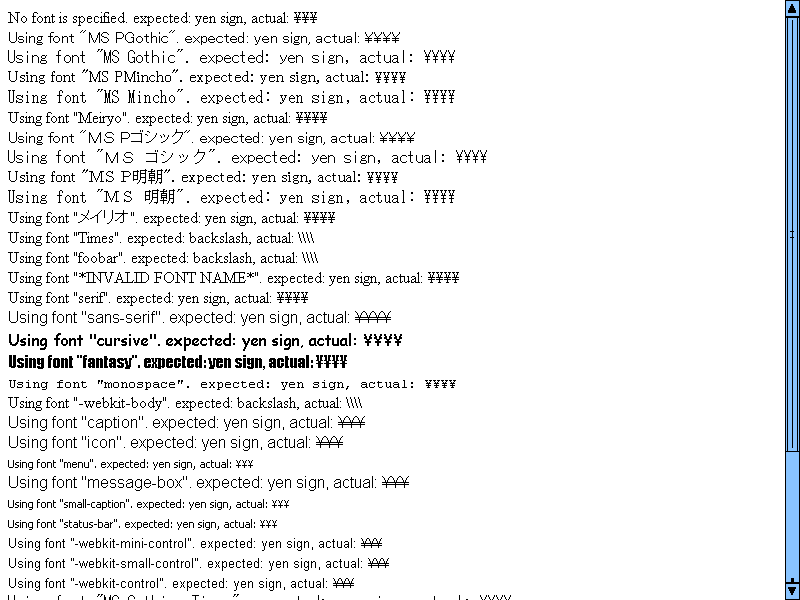 No font is specified. expected: yen sign, actual: ¥¥¥
Using font "MS PGothic". expected: yen sign, actual: ¥¥¥¥
Using font "MS Gothic". expected: yen sign, actual: ¥¥¥¥
Using font "MS PMincho". expected: yen sign, actual: ¥¥¥¥
Using font "MS Mincho". expected: yen sign, actual: ¥¥¥¥
Using font "Meiryo". expected: yen sign, actual: ¥¥¥¥
Using font "ＭＳ Ｐゴシック". expected: yen sign, actual: ¥¥¥¥
Using font "ＭＳ ゴシック". expected: yen sign, actual: ¥¥¥¥
Using font "ＭＳ Ｐ明朝". expected: yen sign, actual: ¥¥¥¥
Using font "ＭＳ 明朝". expected: yen sign, actual: ¥¥¥¥
Using font "メイリオ". expected: yen sign, actual: ¥¥¥¥
Using font "Times". expected: backslash, actual: \\\\
Using font "foobar". expected: backslash, actual: \\\\
Using font "*INVALID FONT NAME*". expected: yen sign, actual: ¥¥¥¥
Using font "serif". expected: yen sign, actual: ¥¥¥¥
Using font "sans-serif". expected: yen sign, actual: ¥¥¥¥
Using font "cursive". expected: yen sign, actual: ¥¥¥¥
Using font "fantasy". expected: yen sign, actual: ¥¥¥¥
Using font "monospace". expected: yen sign, actual: ¥¥¥¥
Using font "-webkit-body". expected: backslash, actual: \\\\
Using font "caption". expected: yen sign, actual: ¥¥¥
Using font "icon". expected: yen sign, actual: ¥¥¥
Using font "menu". expected: yen sign, actual: ¥¥¥
Using font "message-box". expected: yen sign, actual: ¥¥¥
Using font "small-caption". expected: yen sign, actual: ¥¥¥
Using font "status-bar". expected: yen sign, actual: ¥¥¥
Using font "-webkit-mini-control". expected: yen sign, actual: ¥¥¥
Using font "-webkit-small-control". expected: yen sign, actual: ¥¥¥
Using font "-webkit-control". expected: yen sign, actual: ¥¥¥